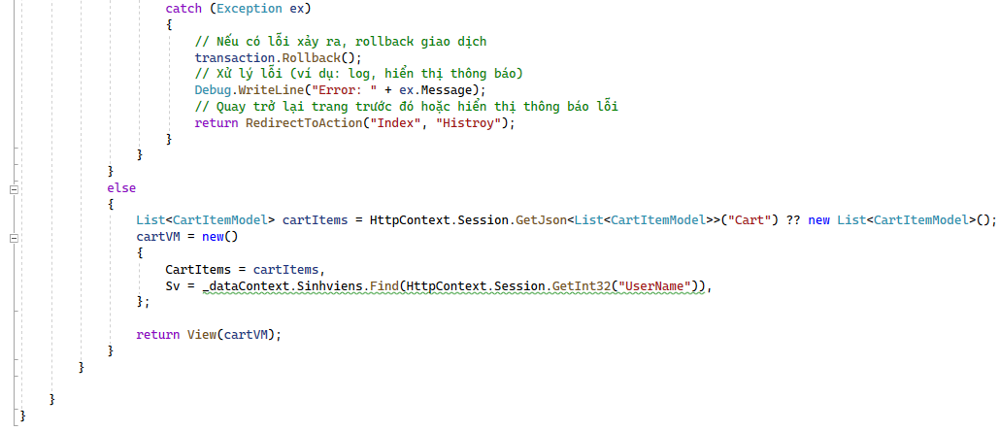 catch (Exception ex)
{
// Nếu có lỗi xảy ra, rollback giao dịch
transaction.Rollback();
// Xử lý lỗi (ví dụ: log, hiển thị thông báo)
Debug.WriteLine("Error: " + ex.Message);
// Quay trở lại trang trước đó hoặc hiển thị thông báo lỗi
return RedirectToAction("Index", "Histroy");
}
}
}
else
{
List<CartItemModel> cartItems = HttpContext.Session.GetJson<List<CartItemModel>>("Cart") ?? new List<CartItemModel>();
cartVM = new()
{
CartItems = cartItems,
Sv = _dataContext.Sinhviens.Find(HttpContext.Session.GetInt32("UserName")),
};
return View(cartVM);
}
}
}
}